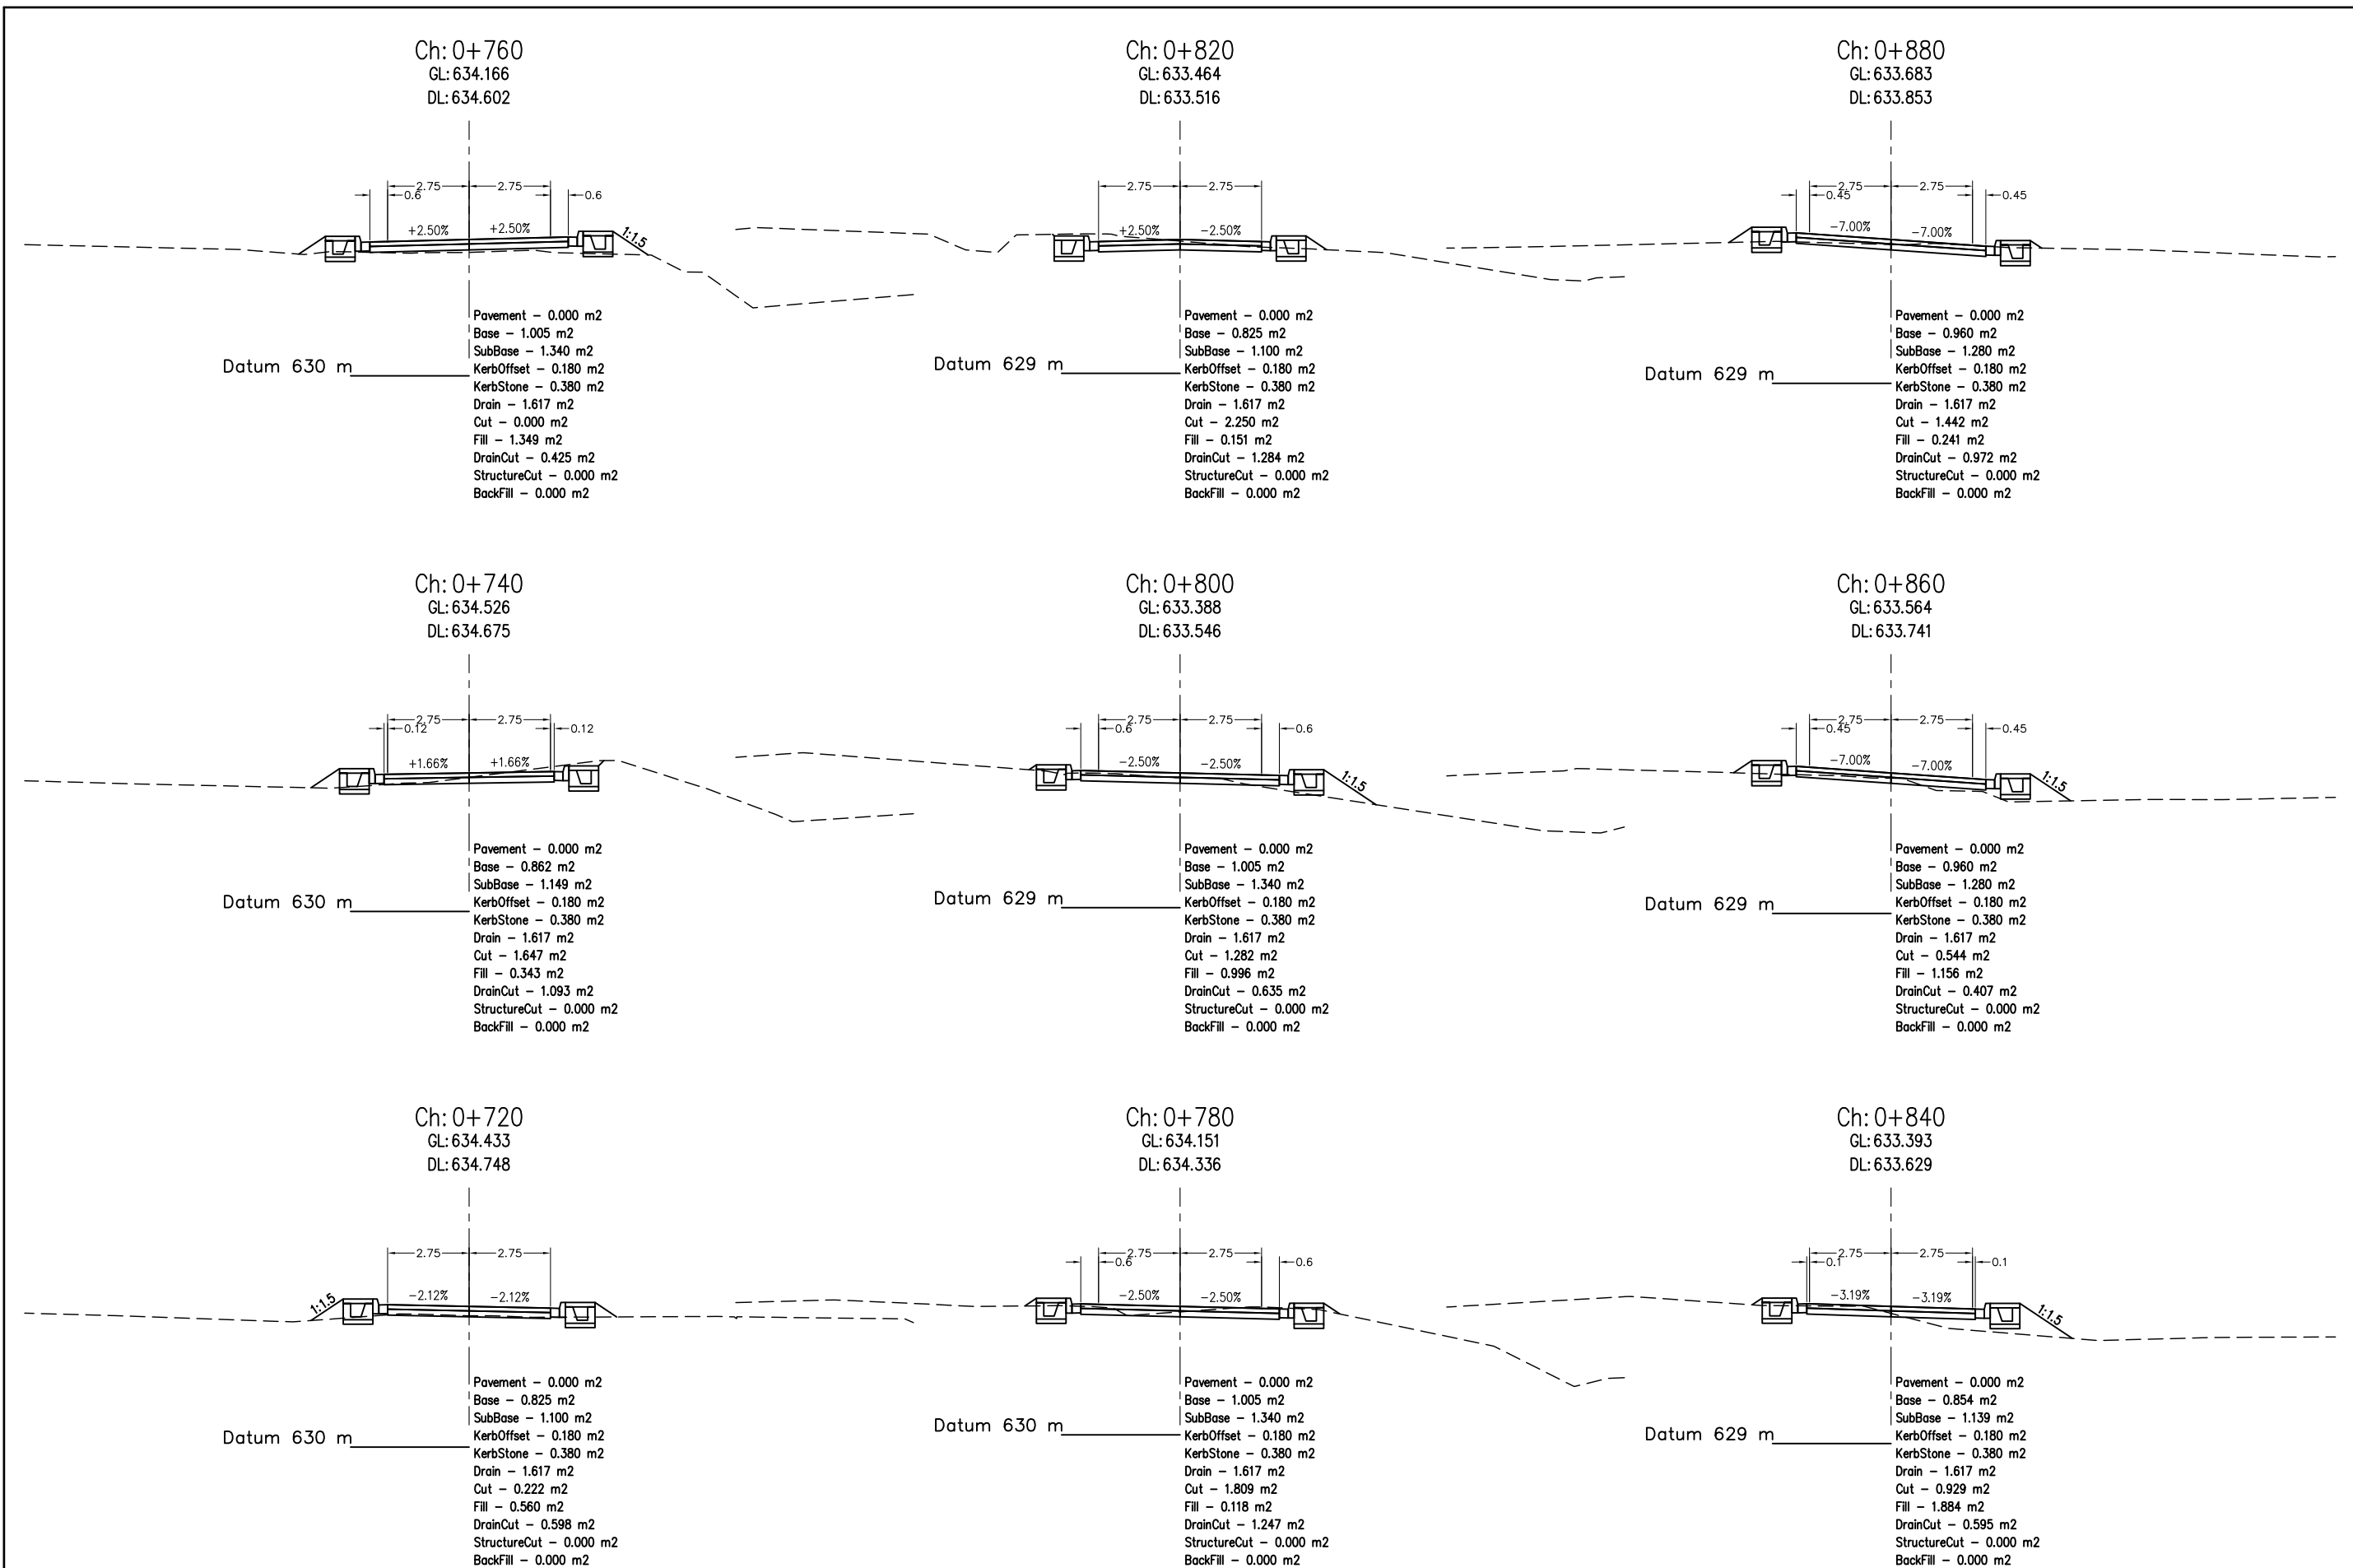 Ch: 0+760
GL: 634.166
DL: 634.602
2.75 2.75
0.6 0.6
+2.50% +2.50%
1:1.5
Pavement - 0.000 m2
Base - 1.005 m2
SubBase - 1.340 m2
Datum 630 m
KerbOffset - 0.180 m2
KerbStone - 0.380 m2
Drain - 1.617 m2
Cut - 0.000 m2
Fill - 1.349 m2
DrainCut - 0.425 m2
StructureCut - 0.000 m2
BackFill - 0.000 m2
Ch: 0+820
GL: 633.464
DL: 633.516
2.75 2.75
+2.50% -2.50%
Pavement - 0.000 m2
Base - 0.825 m2
SubBase - 1.100 m2
Datum 629 m
KerbOffset - 0.180 m2
KerbStone - 0.380 m2
Drain - 1.617 m2
Cut - 2.250 m2
Fill - 0.151 m2
DrainCut - 1.284 m2
StructureCut - 0.000 m2
BackFill - 0.000 m2
Ch: 0+880
GL: 633.683
DL: 633.853
2.75 2.75
0.45 0.45
-7.00% -7.00%
Pavement - 0.000 m2
Base - 0.960 m2
SubBase - 1.280 m2
KerbOffset - 0.180 m2
Datum 629 m
KerbStone - 0.380 m2
Drain - 1.617 m2
Cut - 1.442 m2
Fill - 0.241 m2
DrainCut - 0.972 m2
StructureCut - 0.000 m2
BackFill - 0.000 m2
Ch: 0+740
GL: 634.526
DL: 634.675
2.75 2.75
0.12 0.12
+1.66% +1.66%
Pavement - 0.000 m2
Base - 0.862 m2
SubBase - 1.149 m2
Datum 630 m
KerbOffset - 0.180 m2
KerbStone - 0.380 m2
Drain - 1.617 m2
Cut - 1.647 m2
Fill - 0.343 m2
DrainCut - 1.093 m2
StructureCut - 0.000 m2
BackFill - 0.000 m2
Ch: 0+800
GL: 633.388
DL: 633.546
2.75 2.75
0.6 0.6
-2.50% -2.50%
1:1.5
Pavement - 0.000 m2
Base - 1.005 m2
SubBase - 1.340 m2
Datum 629 m
KerbOffset - 0.180 m2
KerbStone - 0.380 m2
Drain - 1.617 m2
Cut - 1.282 m2
Fill - 0.996 m2
DrainCut - 0.635 m2
StructureCut - 0.000 m2
BackFill - 0.000 m2
Ch: 0+860
GL: 633.564
DL: 633.741
2.75 2.75
0.45 0.45
-7.00% -7.00%
1:1.5
Pavement - 0.000 m2
Base - 0.960 m2
SubBase - 1.280 m2
KerbOffset - 0.180 m2
Datum 629 m
KerbStone - 0.380 m2
Drain - 1.617 m2
Cut - 0.544 m2
Fill - 1.156 m2
DrainCut - 0.407 m2
StructureCut - 0.000 m2
BackFill - 0.000 m2
Ch: 0+720
GL: 634.433
DL: 634.748
2.75 2.75
1:1.5
-2.12% -2.12%
Pavement - 0.000 m2
Base - 0.825 m2
SubBase - 1.100 m2
Datum 630 m
KerbOffset - 0.180 m2
KerbStone - 0.380 m2
Drain - 1.617 m2
Cut - 0.222 m2
Fill - 0.560 m2
DrainCut - 0.598 m2
StructureCut - 0.000 m2
BackFill - 0.000 m2
Ch: 0+780
GL: 634.151
DL: 634.336
2.75 2.75
0.6 0.6
-2.50% -2.50%
Pavement - 0.000 m2
Base - 1.005 m2
SubBase - 1.340 m2
Datum 630 m
KerbOffset - 0.180 m2
KerbStone - 0.380 m2
Drain - 1.617 m2
Cut - 1.809 m2
Fill - 0.118 m2
DrainCut - 1.247 m2
StructureCut - 0.000 m2
BackFill - 0.000 m2
Ch: 0+840
GL: 633.393
DL: 633.629
2.75 2.75
0.1 0.1
-3.19% -3.19%
1:1.5
Pavement - 0.000 m2
Base - 0.854 m2
SubBase - 1.139 m2
Datum 629 m
KerbOffset - 0.180 m2
KerbStone - 0.380 m2
Drain - 1.617 m2
Cut - 0.929 m2
Fill - 1.884 m2
DrainCut - 0.595 m2
StructureCut - 0.000 m2
BackFill - 0.000 m2